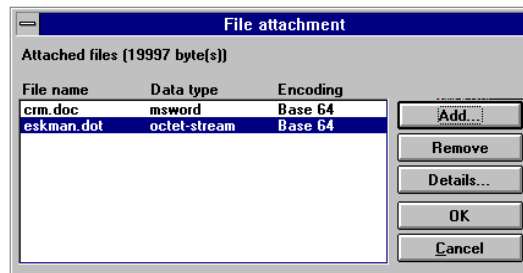 File attachment
Attached files (19997 byte(s))
File name Data type Encoding
crm.doc msword Base 64
eskman.dot octet-stream Base 64
Add...
Remove
Details...
OK
Cancel